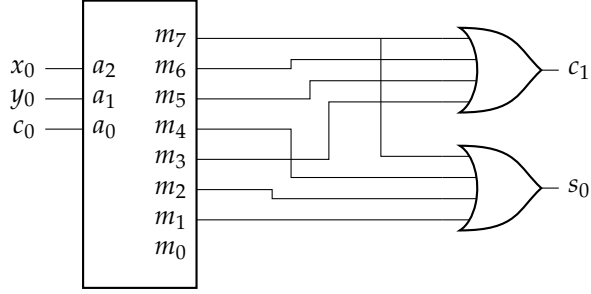 m₇
x₀ a₂ m₆ c₁
y₀ a₁ m₅
c₀ a₀ m₄
m₃
m₂ s₀
m₁
m₀